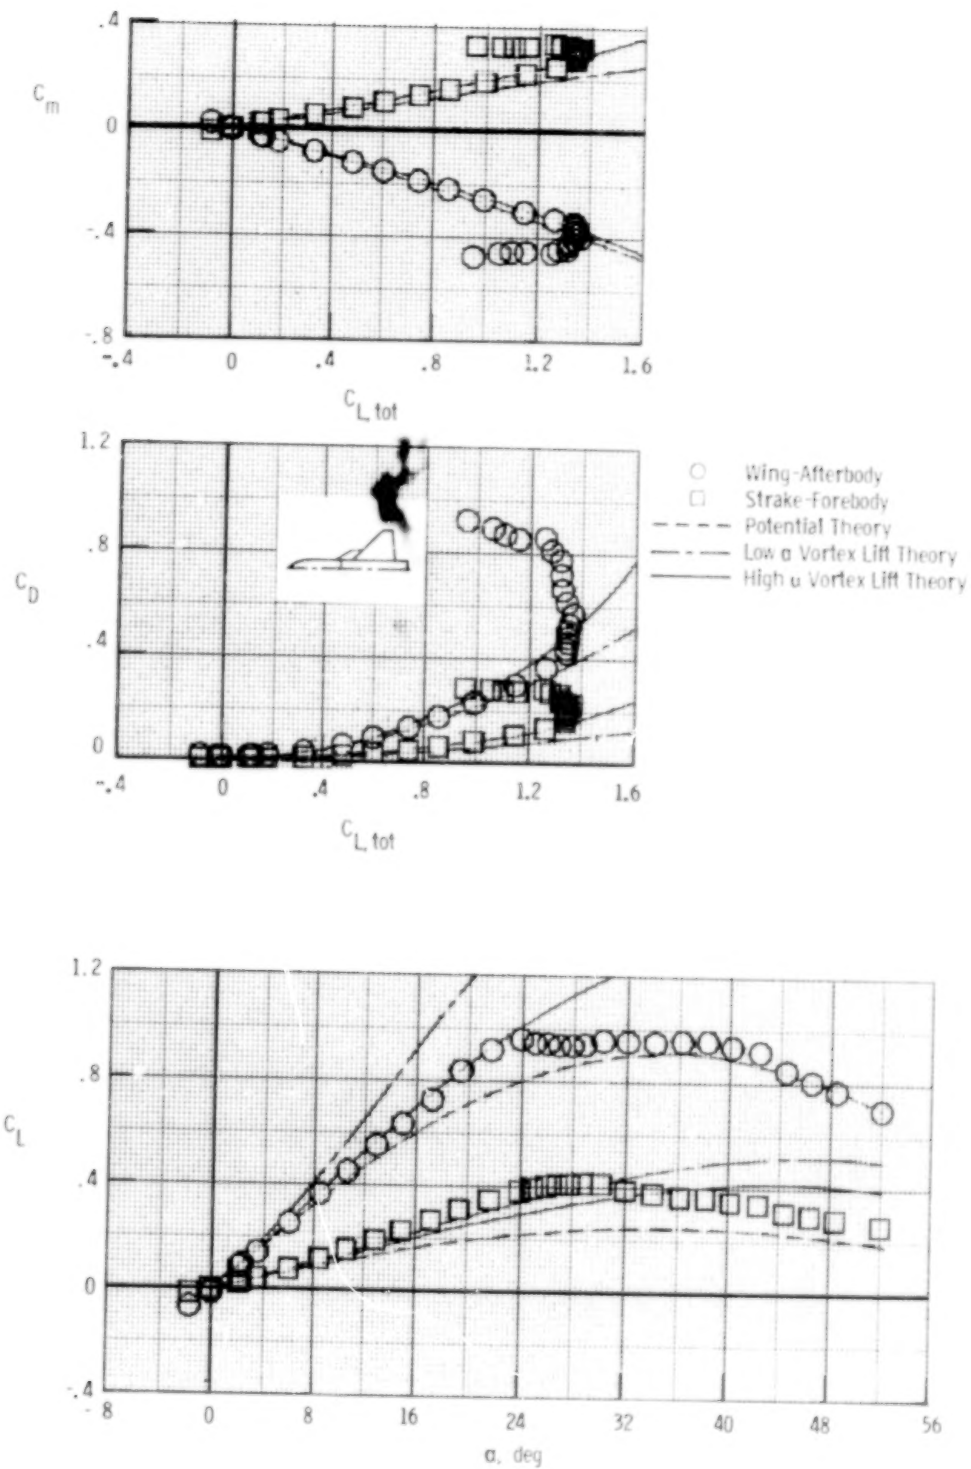 .4
C_m
0
-.4
-.8
-.4 0 .4 .8 1.2 1.6
C_L, tot
1.2
.8
C_D
.4
0
-.4 0 .4 .8 1.2 1.6
C_L, tot
Wing-Afterbody
Strake-Forebody
Potential Theory
Low α Vortex Lift Theory
High α Vortex Lift Theory
1.2
.8
C_L
.4
0
-.4
-8 0 8 16 24 32 40 48 56
α, deg